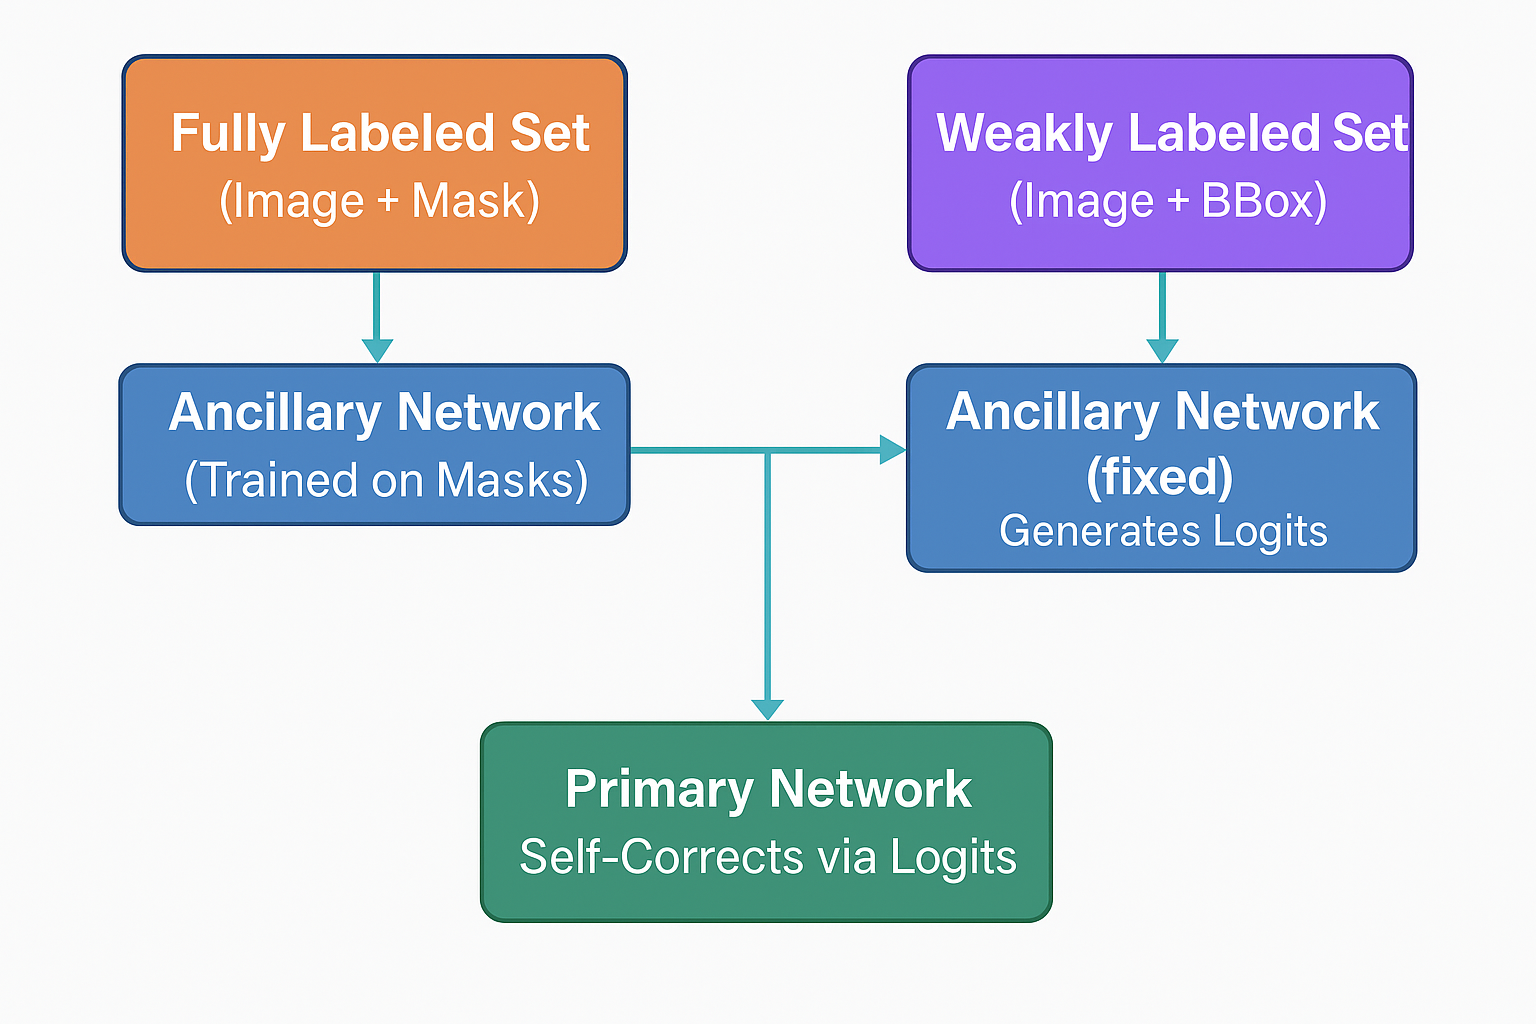 Fully Labeled Set
(Image + Mask)
Weakly Labeled Set
(Image + BBox)
Ancillary Network
(Trained on Masks)
Ancillary Network
(fixed)
Generates Logits
Primary Network
Self-Corrects via Logits